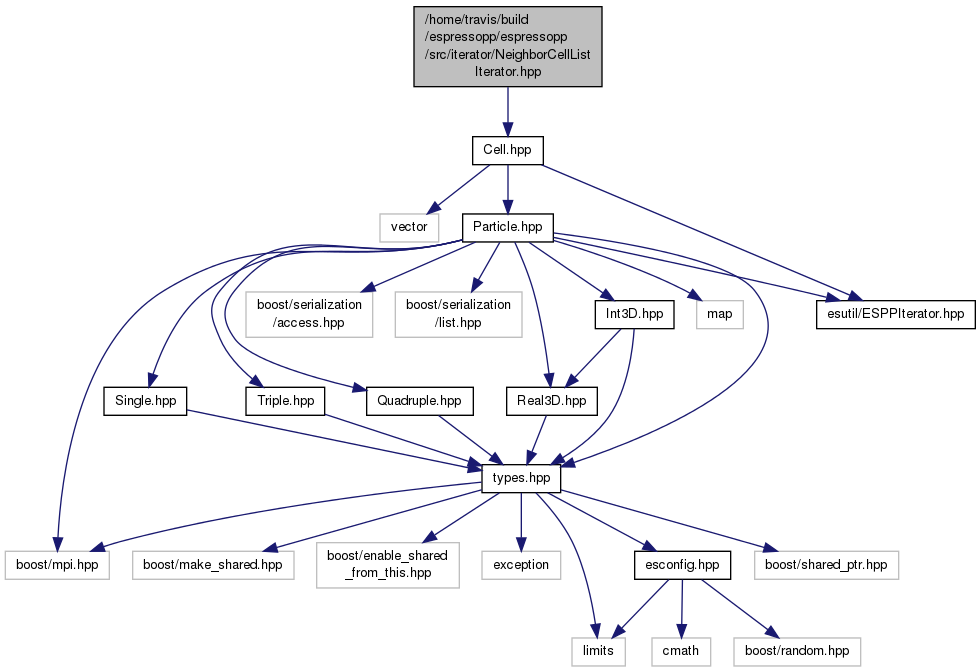 /home/travis/build
/espressopp/espressopp
/src/iterator/NeighborCellList
Iterator.hpp
Cell.hpp
vector
Particle.hpp
boost/serialization
/access.hpp
boost/serialization
/list.hpp
Int3D.hpp
map
esutil/ESPPIterator.hpp
Single.hpp
Triple.hpp
Quadruple.hpp
Real3D.hpp
types.hpp
boost/mpi.hpp
boost/make_shared.hpp
boost/enable_shared
_from_this.hpp
exception
esconfig.hpp
boost/shared_ptr.hpp
limits
cmath
boost/random.hpp